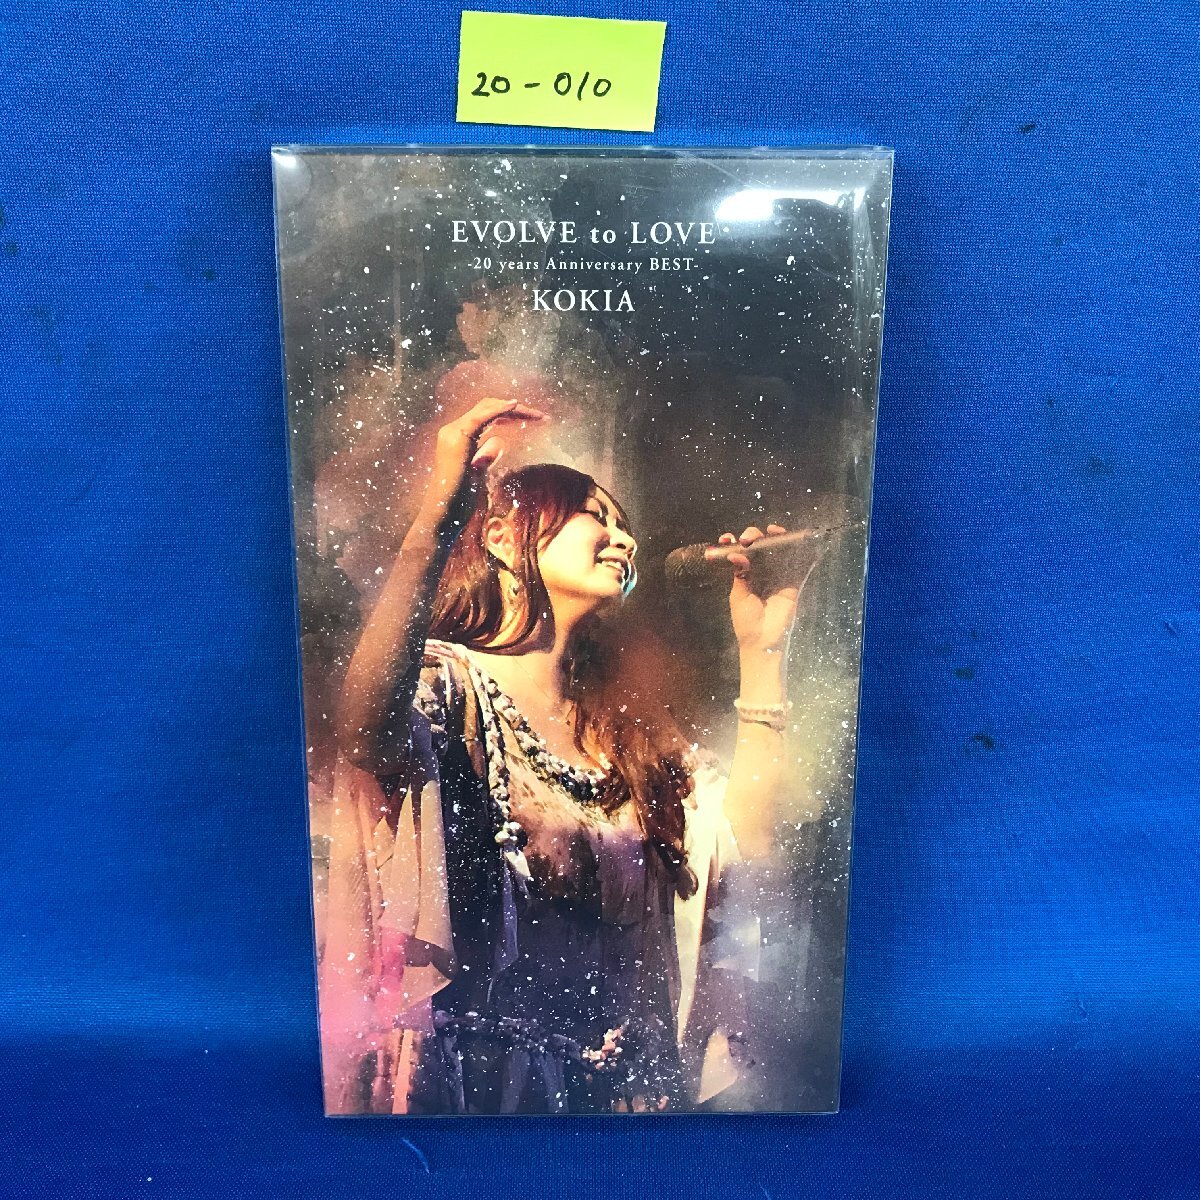 20-010
EVOLVE to LOVE
-20 years Anniversary BEST-
KOKIA